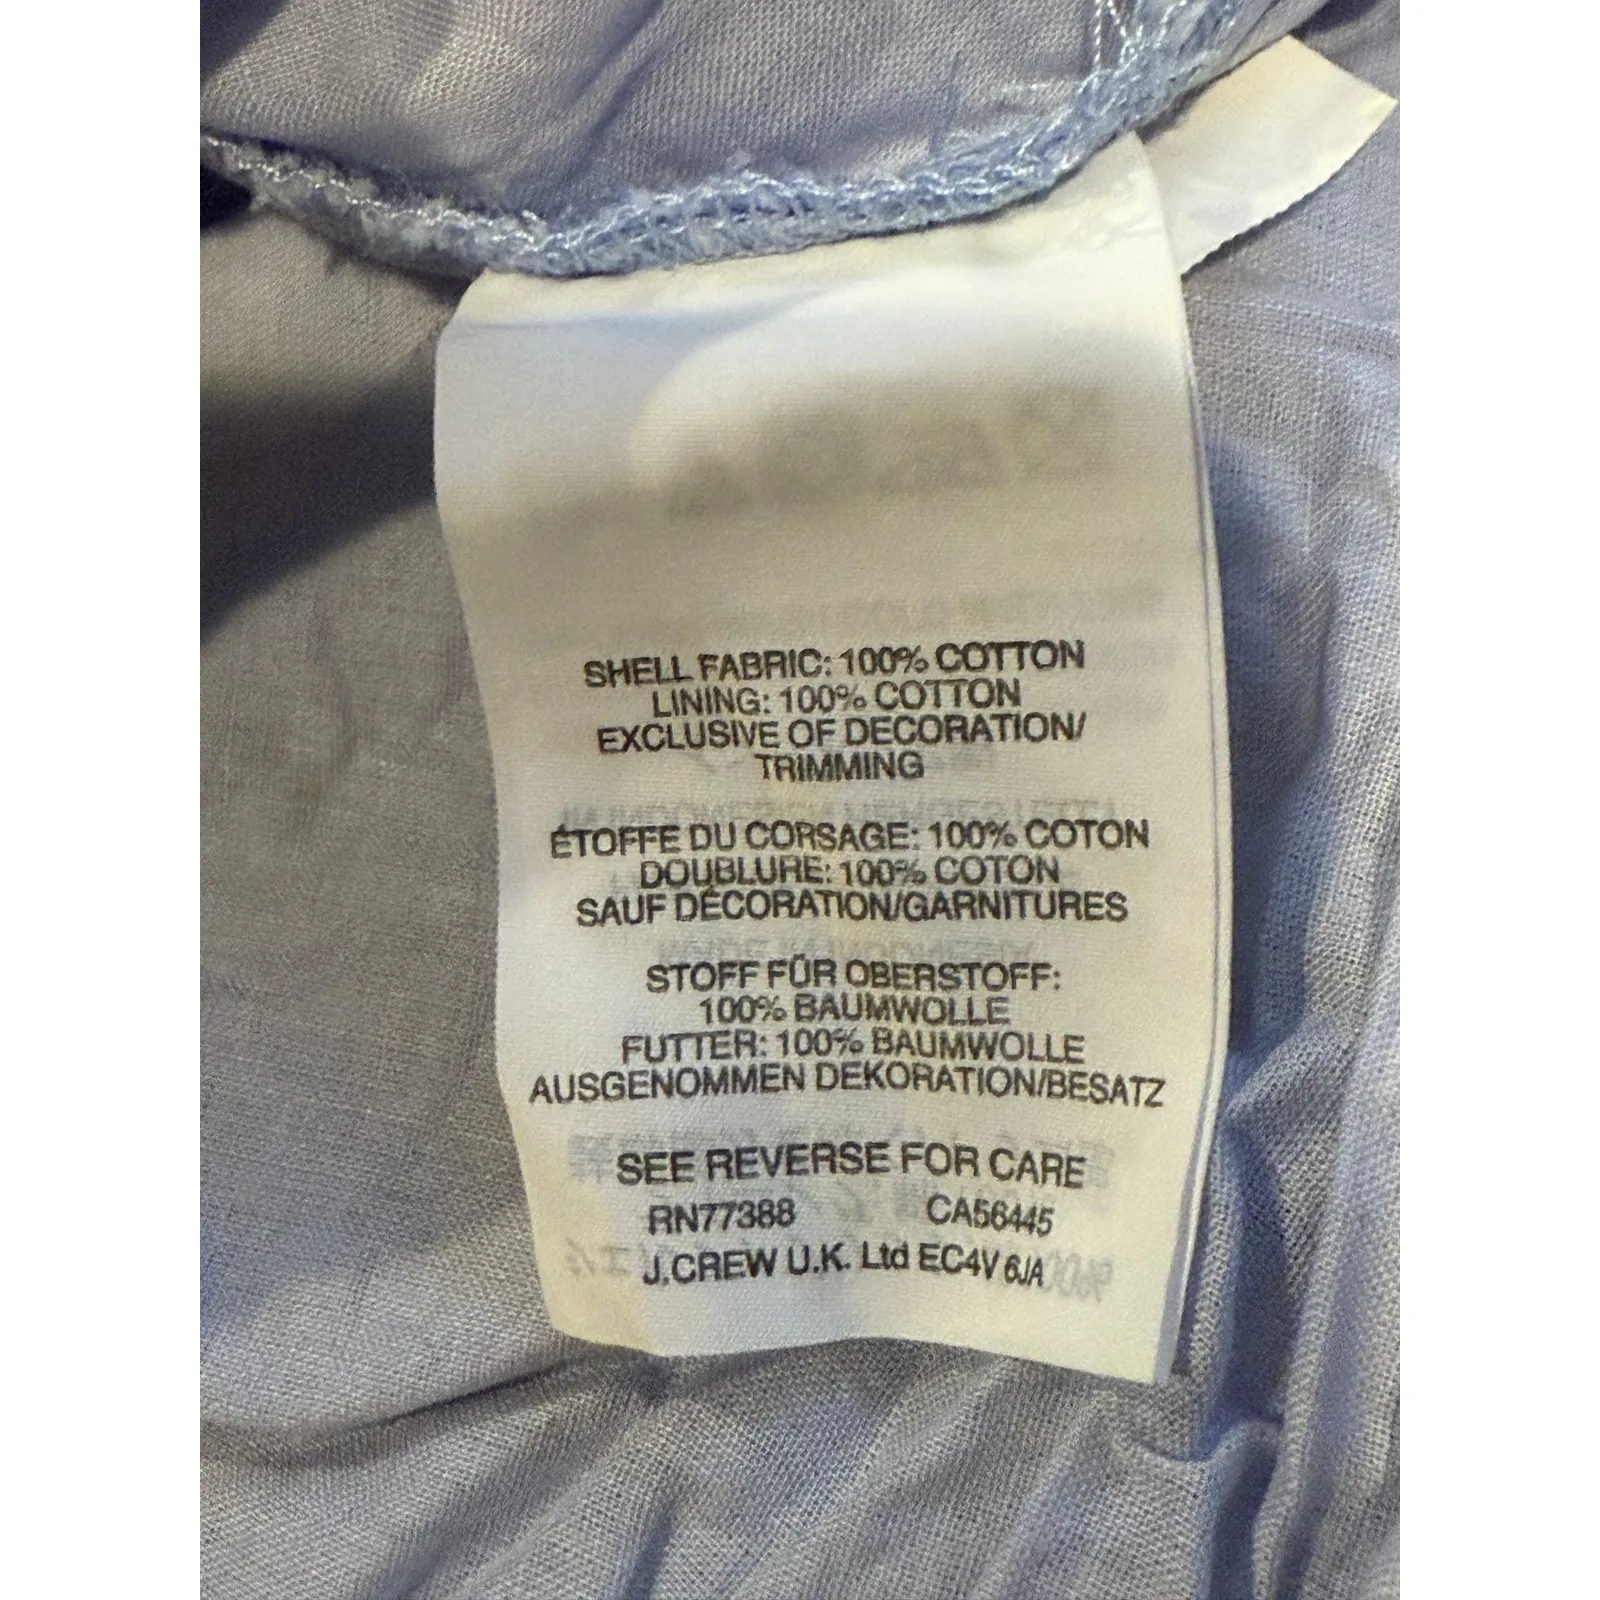 SHELL FABRIC: 100% COTTON
LINING: 100% COTTON
EXCLUSIVE OF DECORATION/
TRIMMING
ÉTOFFE DU CORSAGE: 100% COTON
DOUBLURE: 100% COTON
SAUF DÉCORATION/GARNITURES
STOFF FÜR OBERSTOFF:
100% BAUMWOLLE
FUTTER: 100% BAUMWOLLE
AUSGENOMMEN DEKORATION/BESATZ
SEE REVERSE FOR CARE
RN77388 CA56445
J.CREW U.K. Ltd EC4V 6JA